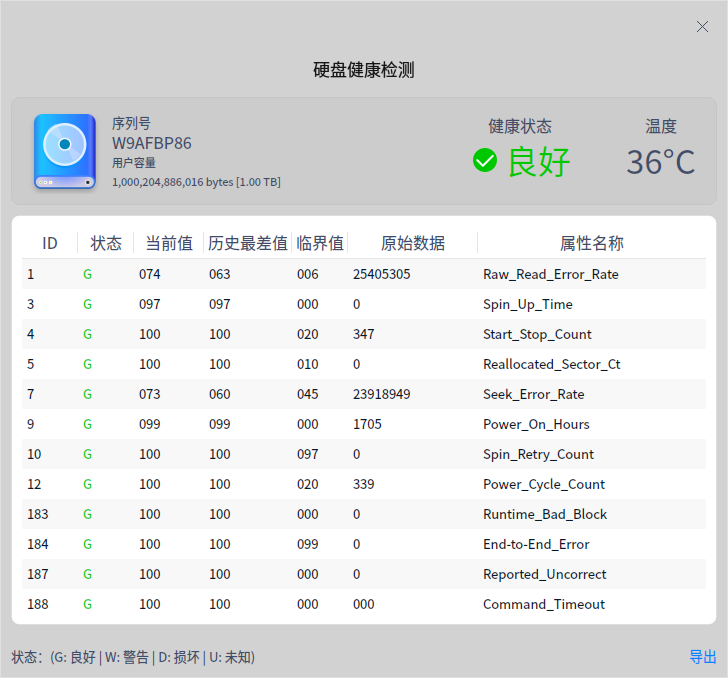 硬盘健康检测
序列号
W9AFBP86
用户容量
1,000,204,886,016 bytes [1.00 TB]
健康状态
良好
温度
36°C
ID 状态 当前值 历史最差值 临界值 原始数据 属性名称
1 G 074 063 006 25405305 Raw_Read_Error_Rate
3 G 097 097 000 0 Spin_Up_Time
4 G 100 100 020 347 Start_Stop_Count
5 G 100 100 010 0 Reallocated_Sector_Ct
7 G 073 060 045 23918949 Seek_Error_Rate
9 G 099 099 000 1705 Power_On_Hours
10 G 100 100 097 0 Spin_Retry_Count
12 G 100 100 020 339 Power_Cycle_Count
183 G 100 100 000 0 Runtime_Bad_Block
184 G 100 100 099 0 End-to-End_Error
187 G 100 100 000 0 Reported_Uncorrect
188 G 100 100 000 000 Command_Timeout
状态：(G: 良好 | W: 警告 | D: 损坏 | U: 未知)
导出